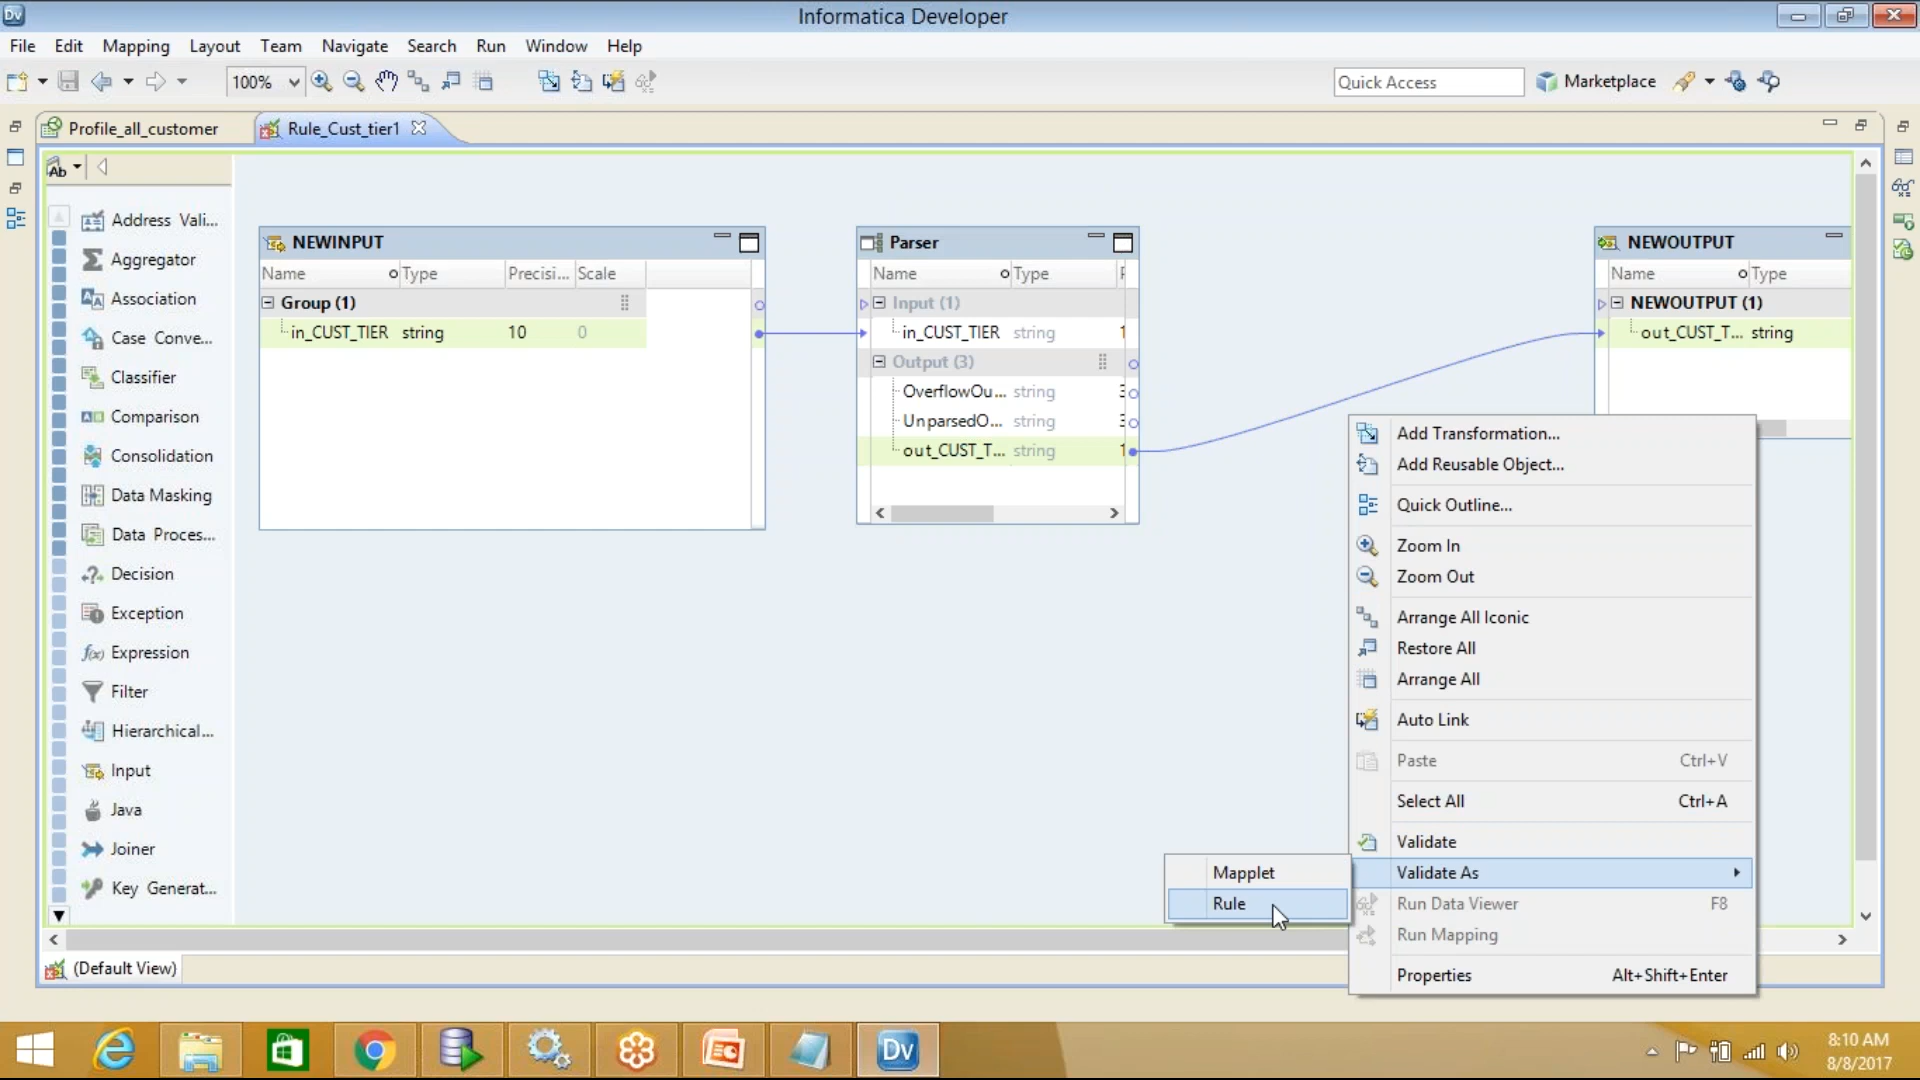 Dv
Informatica Developer
File Edit Mapping Layout Team Navigate Search Run Window Help
100%
Quick Access
Marketplace
Profile_all_customer
Rule_Cust_tier1
Ab
Address Vali...
Aggregator
Association
Case Conve...
Classifier
Comparison
Consolidation
Data Masking
Data Proces...
Decision
Exception
Expression
Filter
Hierarchical...
Input
Java
Joiner
Key Generat...
NEWINPUT
Name Type Precisi... Scale
Group (1)
in_CUST_TIER string 10 0
Parser
Name Type
Input (1)
in_CUST_TIER string 1
Output (3)
OverflowOu... string
UnparsedO... string
out_CUST_T... string 1
NEWOUTPUT
Name Type
NEWOUTPUT (1)
out_CUST_T... string
Add Transformation...
Add Reusable Object...
Quick Outline...
Zoom In
Zoom Out
Arrange All Iconic
Restore All
Arrange All
Auto Link
Paste Ctrl+V
Select All Ctrl+A
Validate
Validate As
Run Data Viewer F8
Run Mapping
Properties Alt+Shift+Enter
Mapplet
Rule
(Default View)
Dv
8:10 AM
8/8/2017